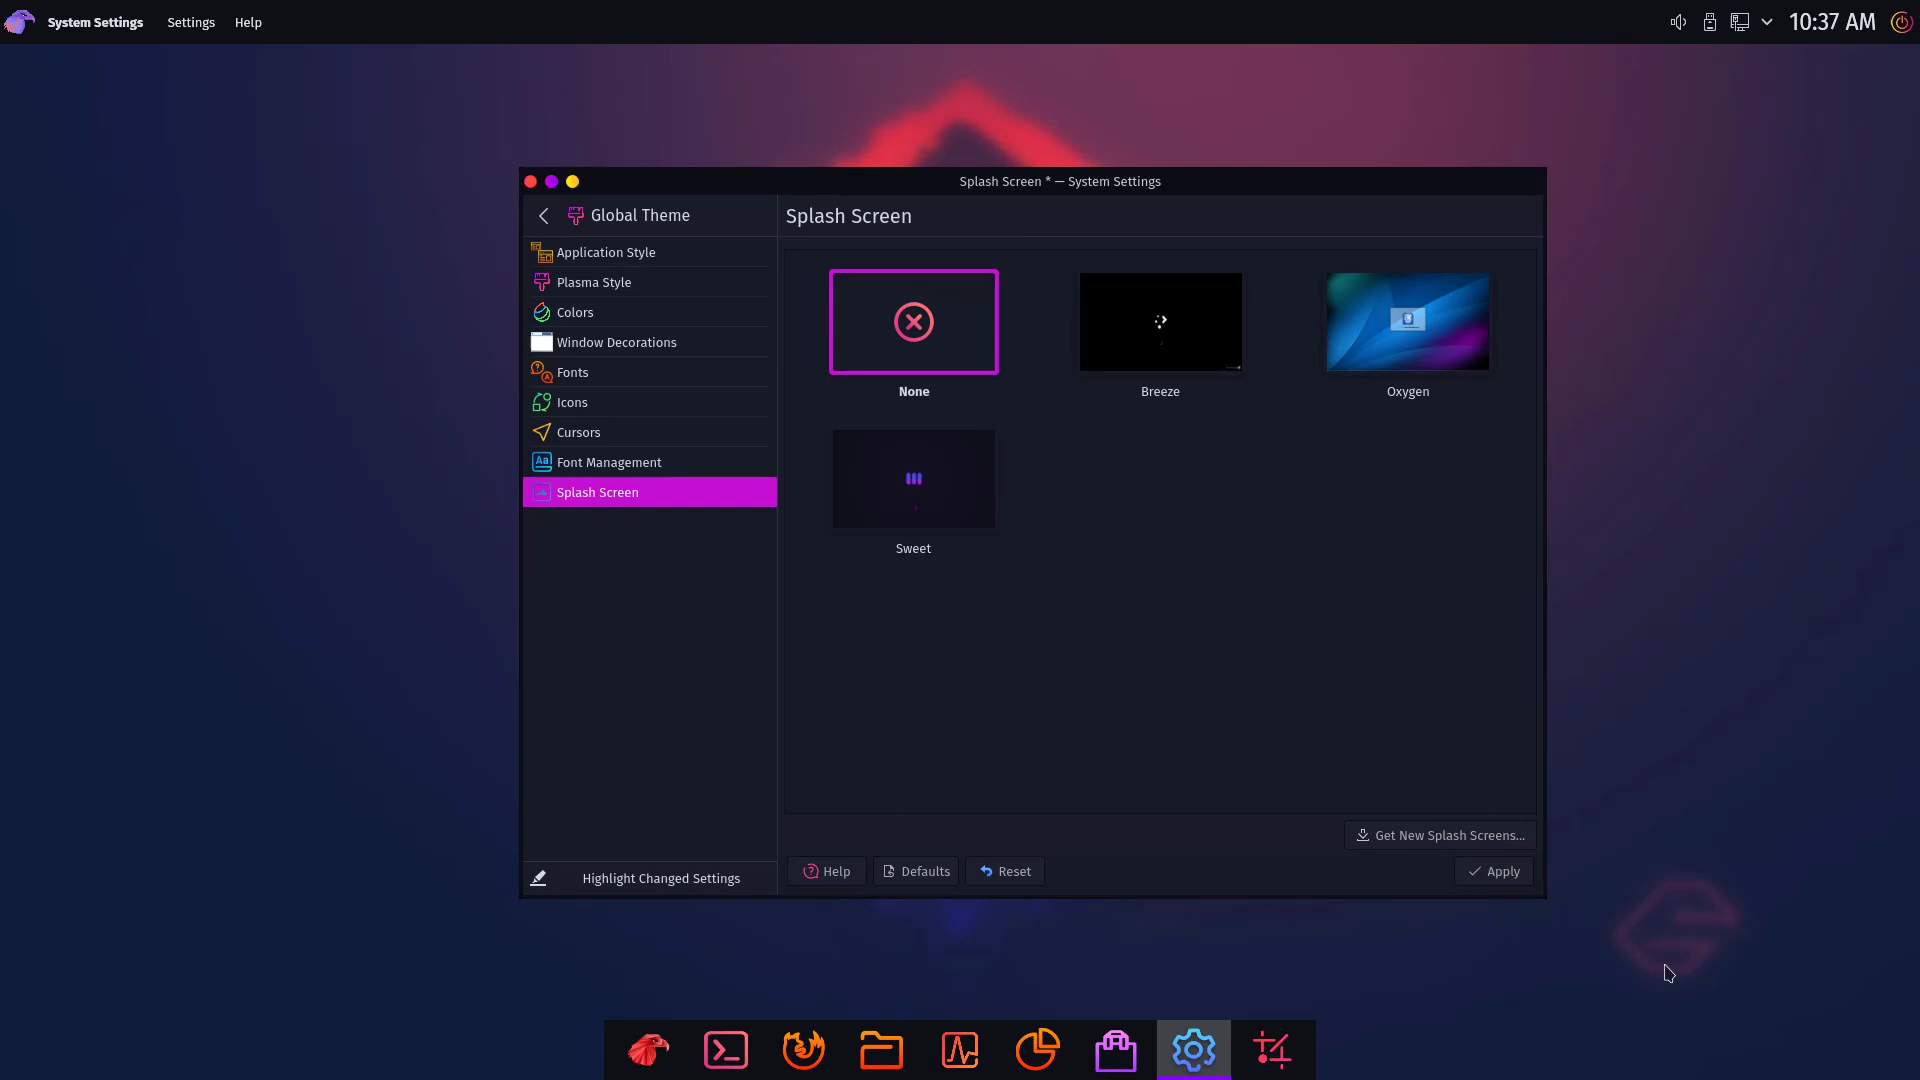 System Settings Settings Help
10:37 AM
Splash Screen * — System Settings
Global Theme
Application Style
Plasma Style
Colors
Window Decorations
Fonts
Icons
Cursors
Font Management
Splash Screen
Highlight Changed Settings
Splash Screen
None
Breeze
Oxygen
Sweet
Get New Splash Screens...
Help
Defaults
Reset
Apply